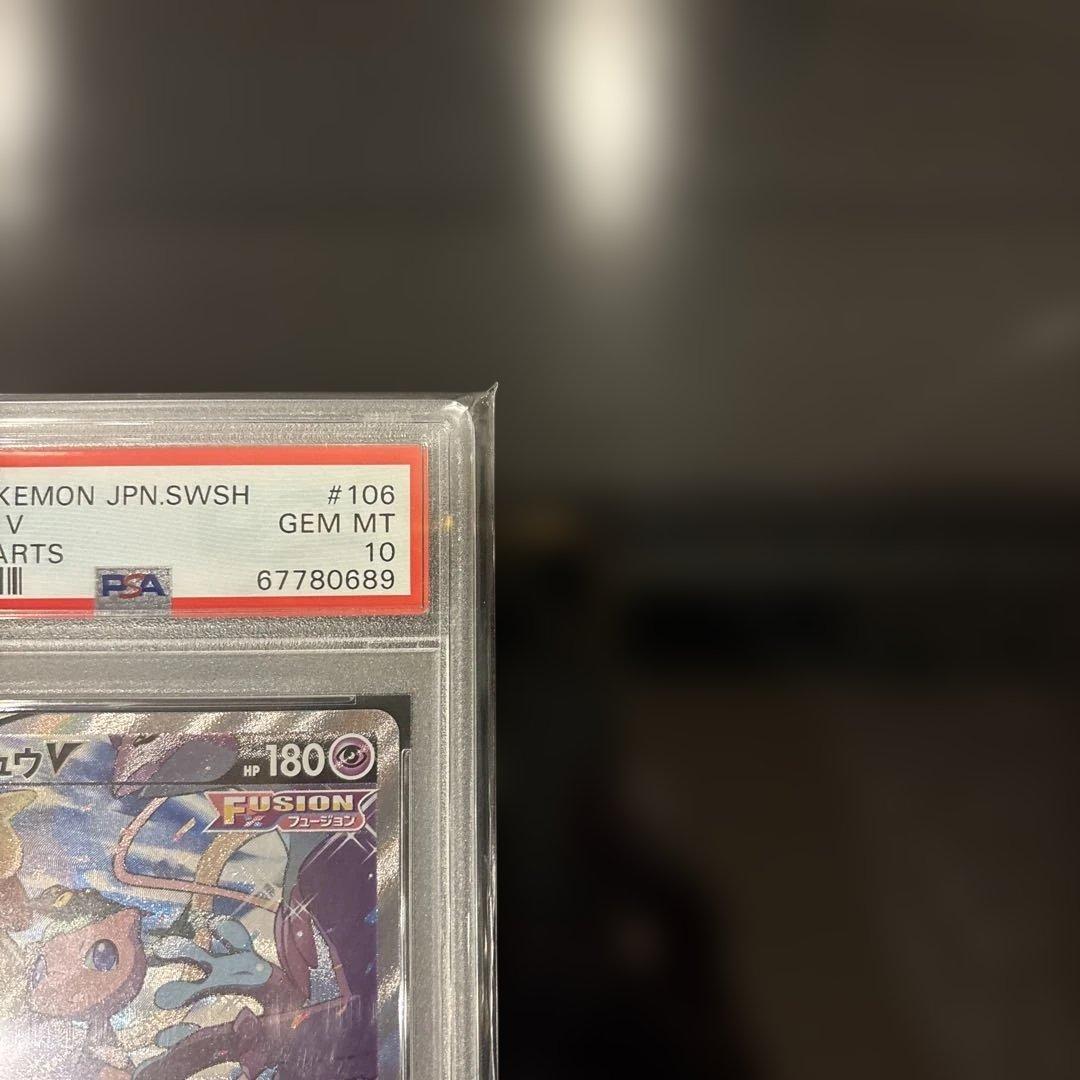 KEMON JPN.SWSH #106
V GEM MT
ARTS 10
PSA 67780689
ュウV HP 180
FUSION
フュージョン